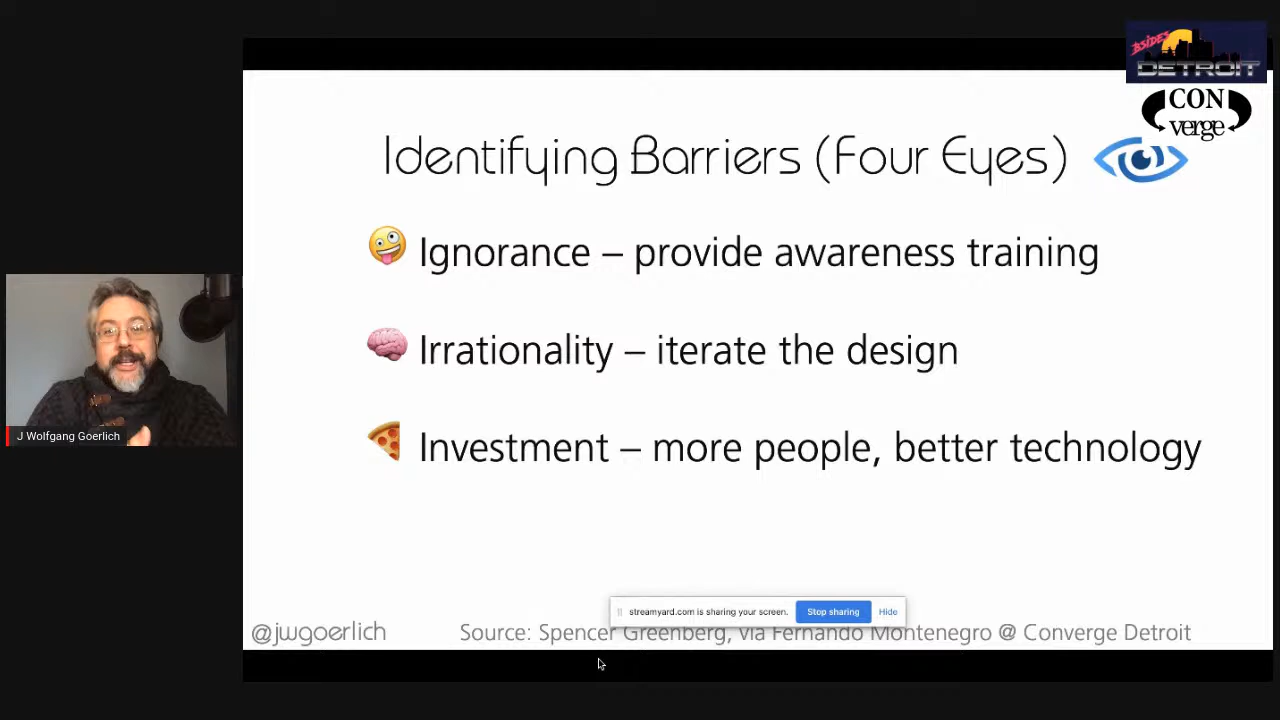 BSIDES
DETROIT
CON
verge
Identifying Barriers (Four Eyes)
Ignorance – provide awareness training
Irrationality – iterate the design
Investment – more people, better technology
J Wolfgang Goerlich
streamyard.com is sharing your screen.
Stop sharing
Hide
@jwgoerlich
Source: Spencer Greenberg, via Fernando Montenegro @ Converge Detroit